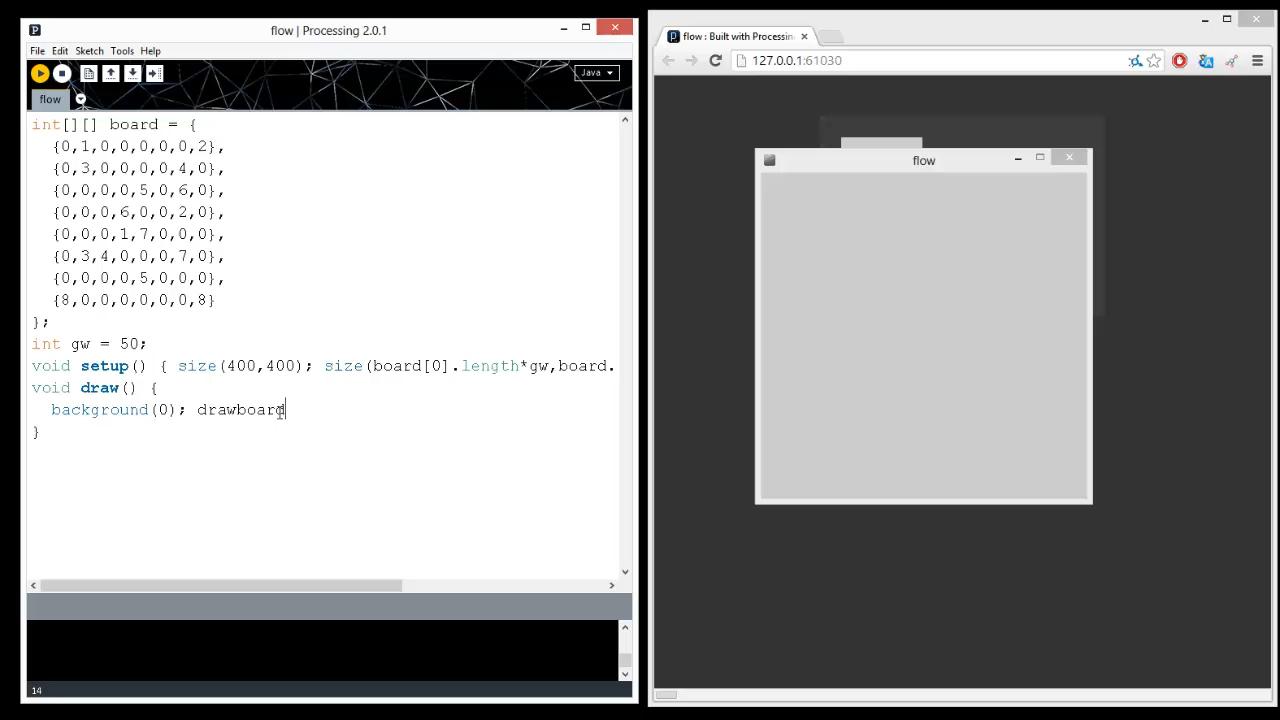 flow | Processing 2.0.1
File Edit Sketch Tools Help
Java
flow
int[][] board = {
{0,1,0,0,0,0,0,2},
{0,3,0,0,0,0,4,0},
{0,0,0,0,5,0,6,0},
{0,0,0,6,0,0,2,0},
{0,0,0,1,7,0,0,0},
{0,3,4,0,0,0,7,0},
{0,0,0,0,5,0,0,0},
{8,0,0,0,0,0,0,8}
};
int gw = 50;
void setup() { size(400,400); size(board[0].length*gw,board.
void draw() {
background(0); drawboard
}
14
flow : Built with Processin
127.0.0.1:61030
flow